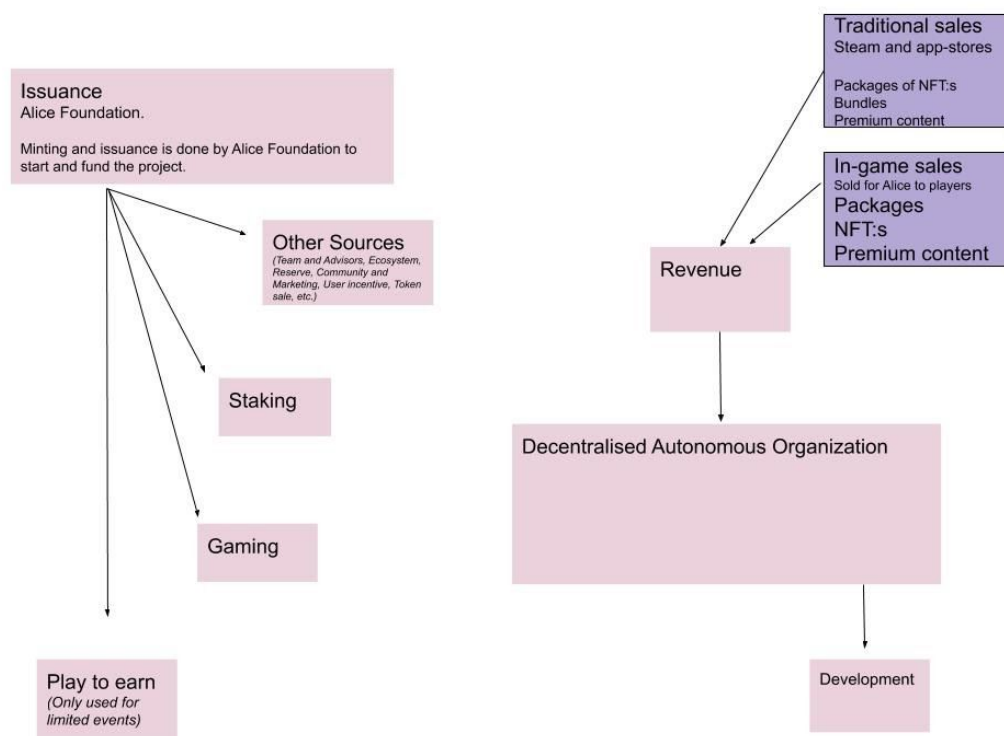 Issuance
Alice Foundation.
Minting and issuance is done by Alice Foundation to
start and fund the project.
Other Sources
(Team and Advisors, Ecosystem,
Reserve, Community and
Marketing, User incentive, Token
sale, etc.)
Staking
Gaming
Play to earn
(Only used for
limited events)
Traditional sales
Steam and app-stores
Packages of NFT:s
Bundles
Premium content
In-game sales
Sold for Alice to players
Packages
NFT:s
Premium content
Revenue
Decentralised Autonomous Organization
Development